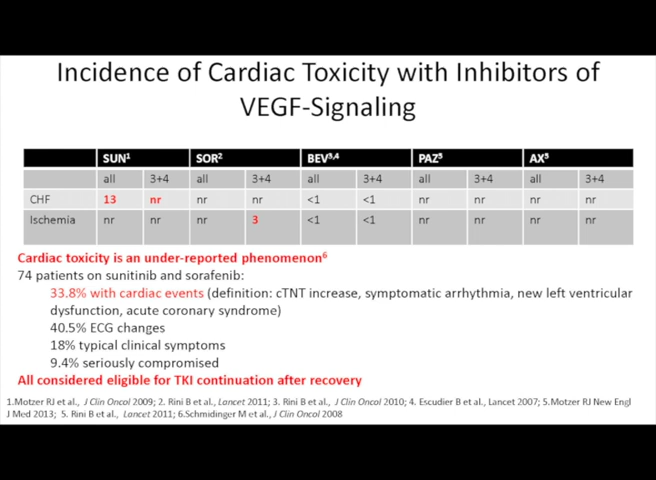 Incidence of Cardiac Toxicity with Inhibitors of
VEGF-Signaling
SUN¹ SOR² BEV³,⁴ PAZ⁵ AX⁵
all 3+4 all 3+4 all 3+4 all 3+4 all 3+4
CHF 13 nr nr nr <1 <1 nr nr nr nr
Ischemia nr nr nr 3 <1 <1 nr nr nr nr
Cardiac toxicity is an under-reported phenomenon⁶
74 patients on sunitinib and sorafenib:
33.8% with cardiac events (definition: cTNT increase, symptomatic arrhythmia, new left ventricular
dysfunction, acute coronary syndrome)
40.5% ECG changes
18% typical clinical symptoms
9.4% seriously compromised
All considered eligible for TKI continuation after recovery
1.Motzer RJ et al., J Clin Oncol 2009; 2. Rini B et al., Lancet 2011; 3. Rini B et al., J Clin Oncol 2010; 4. Escudier B et al., Lancet 2007; 5.Motzer RJ New Engl
J Med 2013; 5. Rini B et al., Lancet 2011; 6.Schmidinger M et al., J Clin Oncol 2008